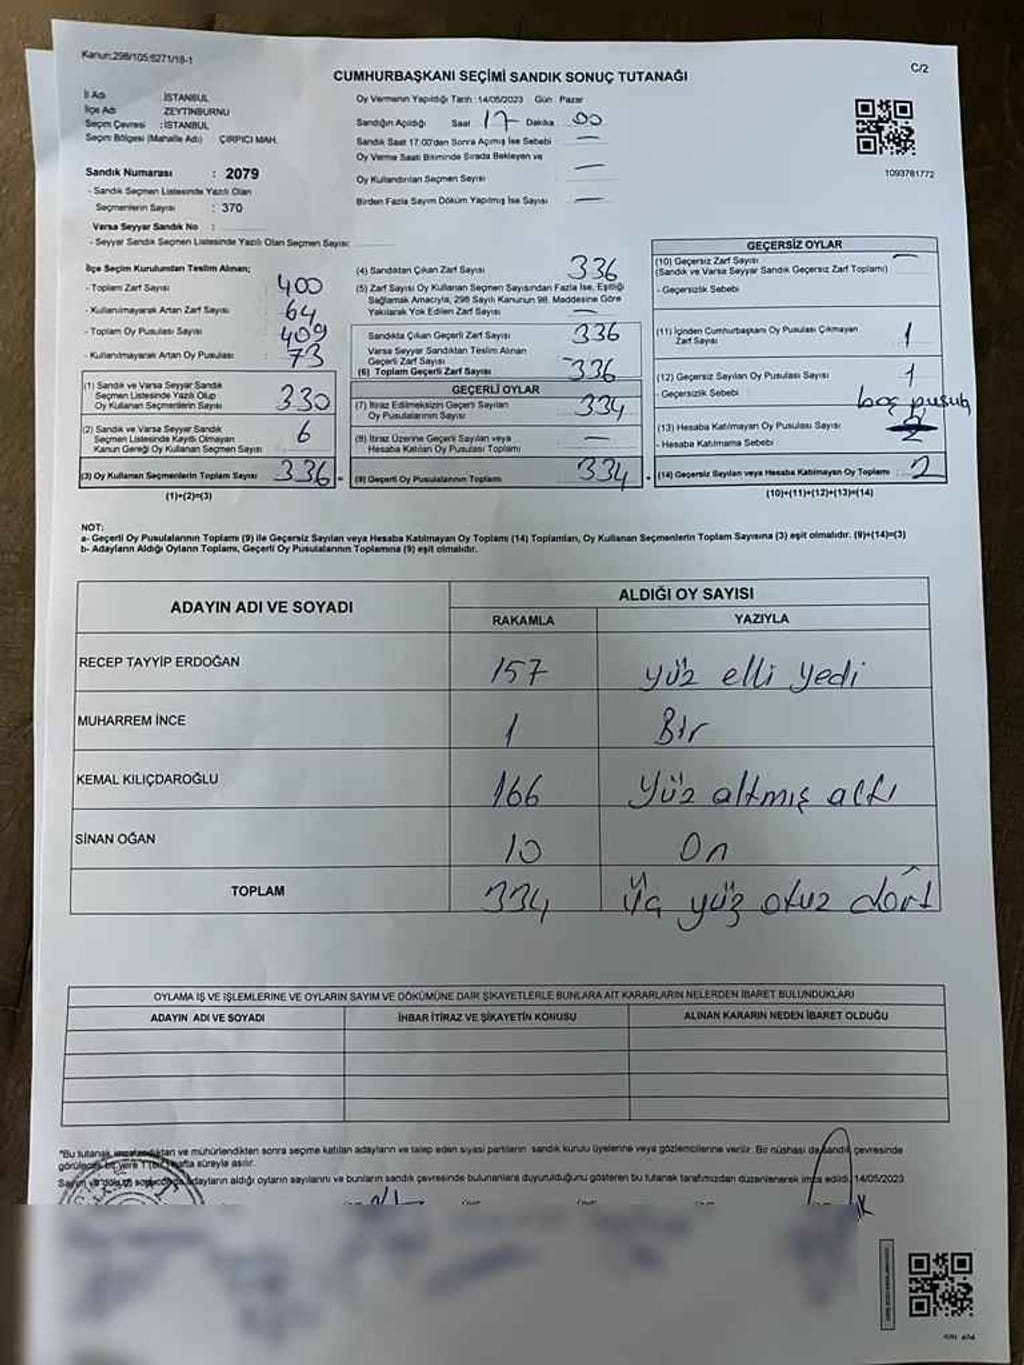 Kanun:298/105;6271/18-1
C/2
CUMHURBAŞKANI SEÇİMİ SANDIK SONUÇ TUTANAĞI
İl Adı : İSTANBUL
İlçe Adı : ZEYTİNBURNU
Seçim Çevresi : İSTANBUL
Seçim Bölgesi (Mahalle Adı) ÇIRPICI MAH.
Sandık Numarası : 2079
- Sandık Seçmen Listesinde Yazılı Olan
Seçmenlerin Sayısı : 370
Varsa Seyyar Sandık No :
- Seyyar Sandık Seçmen Listesinde Yazılı Olan Seçmen Sayısı:
Oy Vermenin Yapıldığı Tarih : 14/05/2023 Gün : Pazar
Sandığın Açıldığı Saat 17 Dakika 00
Sandık Saat 17:00'den Sonra Açımış İse Sebebi —
Oy Verme Saati Bitiminde Sırada Bekleyen ve
Oy Kullandırılan Seçmen Sayısı —
Birden Fazla Sayım Döküm Yapılmış İse Sayısı —
1093781772
İlçe Seçim Kurulundan Teslim Alınan;
- Toplam Zarf Sayısı : 400
- Kullanılmayarak Artan Zarf Sayısı : 64
- Toplam Oy Pusulası Sayısı : 409
- Kullanılmayarak Artan Oy Pusulası : 73
(1) Sandık ve Varsa Seyyar Sandık
Seçmen Listesinde Yazılı Olup
Oy Kullanan Seçmenlerin Sayısı 330
(2) Sandık ve Varsa Seyyar Sandık
Seçmen Listesinde Kayıtlı Olmayan
Kanun Gereği Oy Kullanan Seçmen Sayısı 6
(3) Oy Kullanan Seçmenlerin Toplam Sayısı 336
(1)+(2)=(3)
(4) Sandıktan Çıkan Zarf Sayısı 336
(5) Zarf Sayısı Oy Kullanan Seçmen Sayısından Fazla İse, Eşitliği
Sağlamak Amacıyla, 298 Sayılı Kanunun 98. Maddesine Göre
Yakılarak Yok Edilen Zarf Sayısı —
Sandıkta Çıkan Geçerli Zarf Sayısı 336
Varsa Seyyar Sandıktan Teslim Alınan
Geçerli Zarf Sayısı —
(6) Toplam Geçerli Zarf Sayısı 336
GEÇERLİ OYLAR
(7) İtiraz Edilmeksizin Geçerli Sayılan
Oy Pusulalarının Sayısı 334
(8) İtiraz Üzerine Geçerli Sayılan veya
Hesaba Katılan Oy Pusulası Toplamı —
(9) Geçerli Oy Pusulalarının Toplamı 334
GEÇERSİZ OYLAR
(10) Geçersiz Zarf Sayısı —
(Sandık ve Varsa Seyyar Sandık Geçersiz Zarf Toplamı)
- Geçersizlik Sebebi
(11) İçinden Cumhurbaşkanı Oy Pusulası Çıkmayan
Zarf Sayısı 1
(12) Geçersiz Sayılan Oy Pusulası Sayısı 1
- Geçersizlik Sebebi boş pusula
(13) Hesaba Katılmayan Oy Pusulası Sayısı
- Hesaba Katılmama Sebebi
(14) Geçersiz Sayılan veya Hesaba Katılmayan Oy Toplamı : 2
(10)+(11)+(12)+(13)=(14)
NOT:
a- Geçerli Oy Pusulalarının Toplamı (9) ile Geçersiz Sayılan veya Hesaba Katılmayan Oy Toplamı (14) Toplamları, Oy Kullanan Seçmenlerin Toplam Sayısına (3) eşit olmalıdır. (9)+(14)=(3)
b- Adayların Aldığı Oyların Toplamı, Geçerli Oy Pusulalarının Toplamına (9) eşit olmalıdır.
ADAYIN ADI VE SOYADI
ALDIĞI OY SAYISI
RAKAMLA YAZIYLA
RECEP TAYYİP ERDOĞAN 157 yüz elli yedi
MUHARREM İNCE 1 Bir
KEMAL KILIÇDAROĞLU 166 Yüz altmış altı
SİNAN OĞAN 10 On
TOPLAM 334 Üç yüz otuz dört
OYLAMA İŞ VE İŞLEMLERİNE VE OYLARIN SAYIM VE DÖKÜMÜNE DAİR ŞİKAYETLERLE BUNLARA AİT KARARLARIN NELERDEN İBARET BULUNDUKLARI
ADAYIN ADI VE SOYADI İHBAR İTİRAZ VE ŞİKAYETİN KONUSU ALINAN KARARIN NEDEN İBARET OLDUĞU
*Bu tutanak imzalandıktan ve mühürlendikten sonra seçime katılan adayların ve talep eden siyasi partilerin sandık kurulu üyelerine veya gözlemcilerine verilir. Bir nüshası da sandık çevresinde
görülecek bir yere 1 (bir) hafta süreyle asılır.
Sayım ve döküm sonucunda adayların aldığı oyların sayılarını ve bunların sandık çevresinde bulunanlara duyurulduğunu gösteren bu tutanak tarafımızdan düzenlenerek imza edildi. 14/05/2023